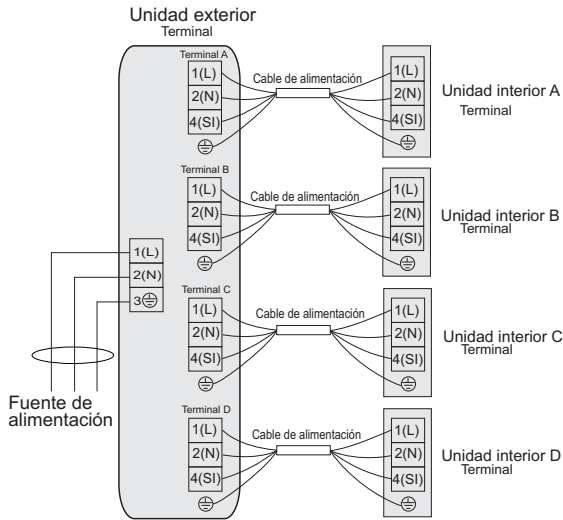 Unidad exterior
Terminal
Terminal A
1(L)
2(N)
4(SI)
Cable de alimentación
1(L)
2(N)
4(SI)
Unidad interior A
Terminal
Terminal B
1(L)
2(N)
4(SI)
Cable de alimentación
1(L)
2(N)
4(SI)
Unidad interior B
Terminal
1(L)
2(N)
3
Fuente de
alimentación
Terminal C
1(L)
2(N)
4(SI)
Cable de alimentación
1(L)
2(N)
4(SI)
Unidad interior C
Terminal
Terminal D
1(L)
2(N)
4(SI)
Cable de alimentación
1(L)
2(N)
4(SI)
Unidad interior D
Terminal